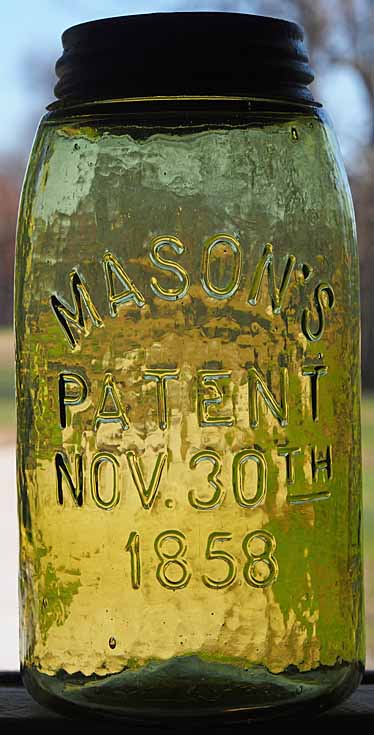 MASON'S
PATENT
NOV. 30TH
1858